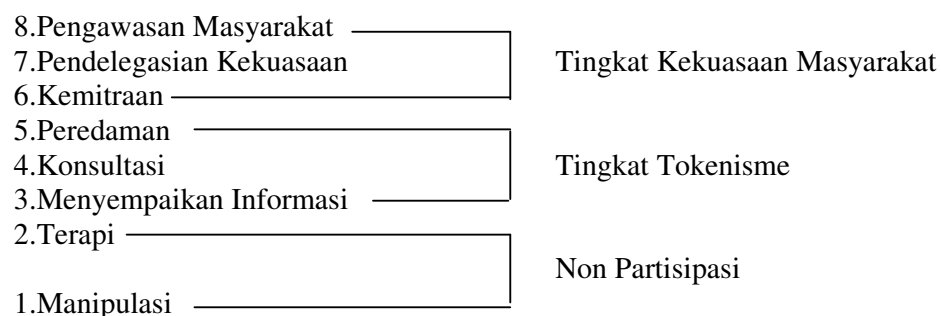 8.Pengawasan Masyarakat
7.Pendelegasian Kekuasaan Tingkat Kekuasaan Masyarakat
6.Kemitraan
5.Peredaman
4.Konsultasi Tingkat Tokenisme
3.Menyempaikan Informasi
2.Terapi
Non Partisipasi
1.Manipulasi